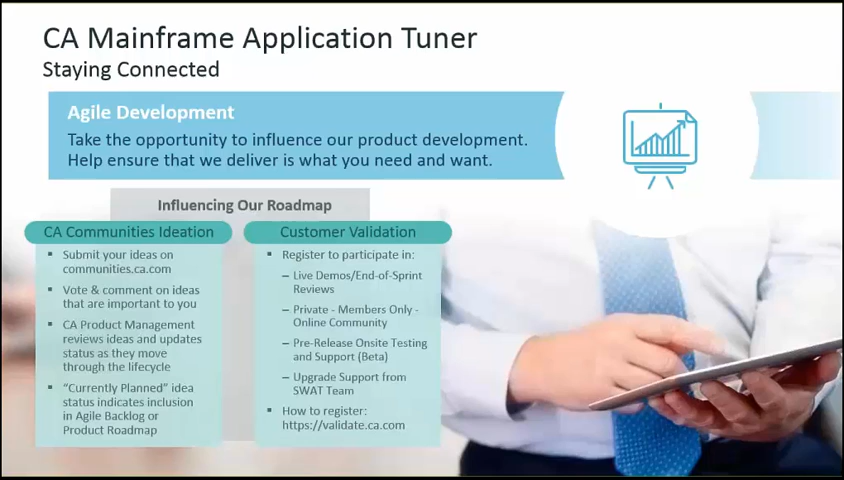 CA Mainframe Application Tuner
Staying Connected
Agile Development
Take the opportunity to influence our product development.
Help ensure that we deliver is what you need and want.
Influencing Our Roadmap
CA Communities Ideation
Submit your ideas on
communities.ca.com
Vote & comment on ideas
that are important to you
CA Product Management
reviews ideas and updates
status as they move
through the lifecycle
“Currently Planned” idea
status indicates inclusion
in Agile Backlog or
Product Roadmap
Customer Validation
Register to participate in:
– Live Demos/End-of-Sprint
Reviews
– Private - Members Only -
Online Community
– Pre-Release Onsite Testing
and Support (Beta)
– Upgrade Support from
SWAT Team
How to register:
https://validate.ca.com